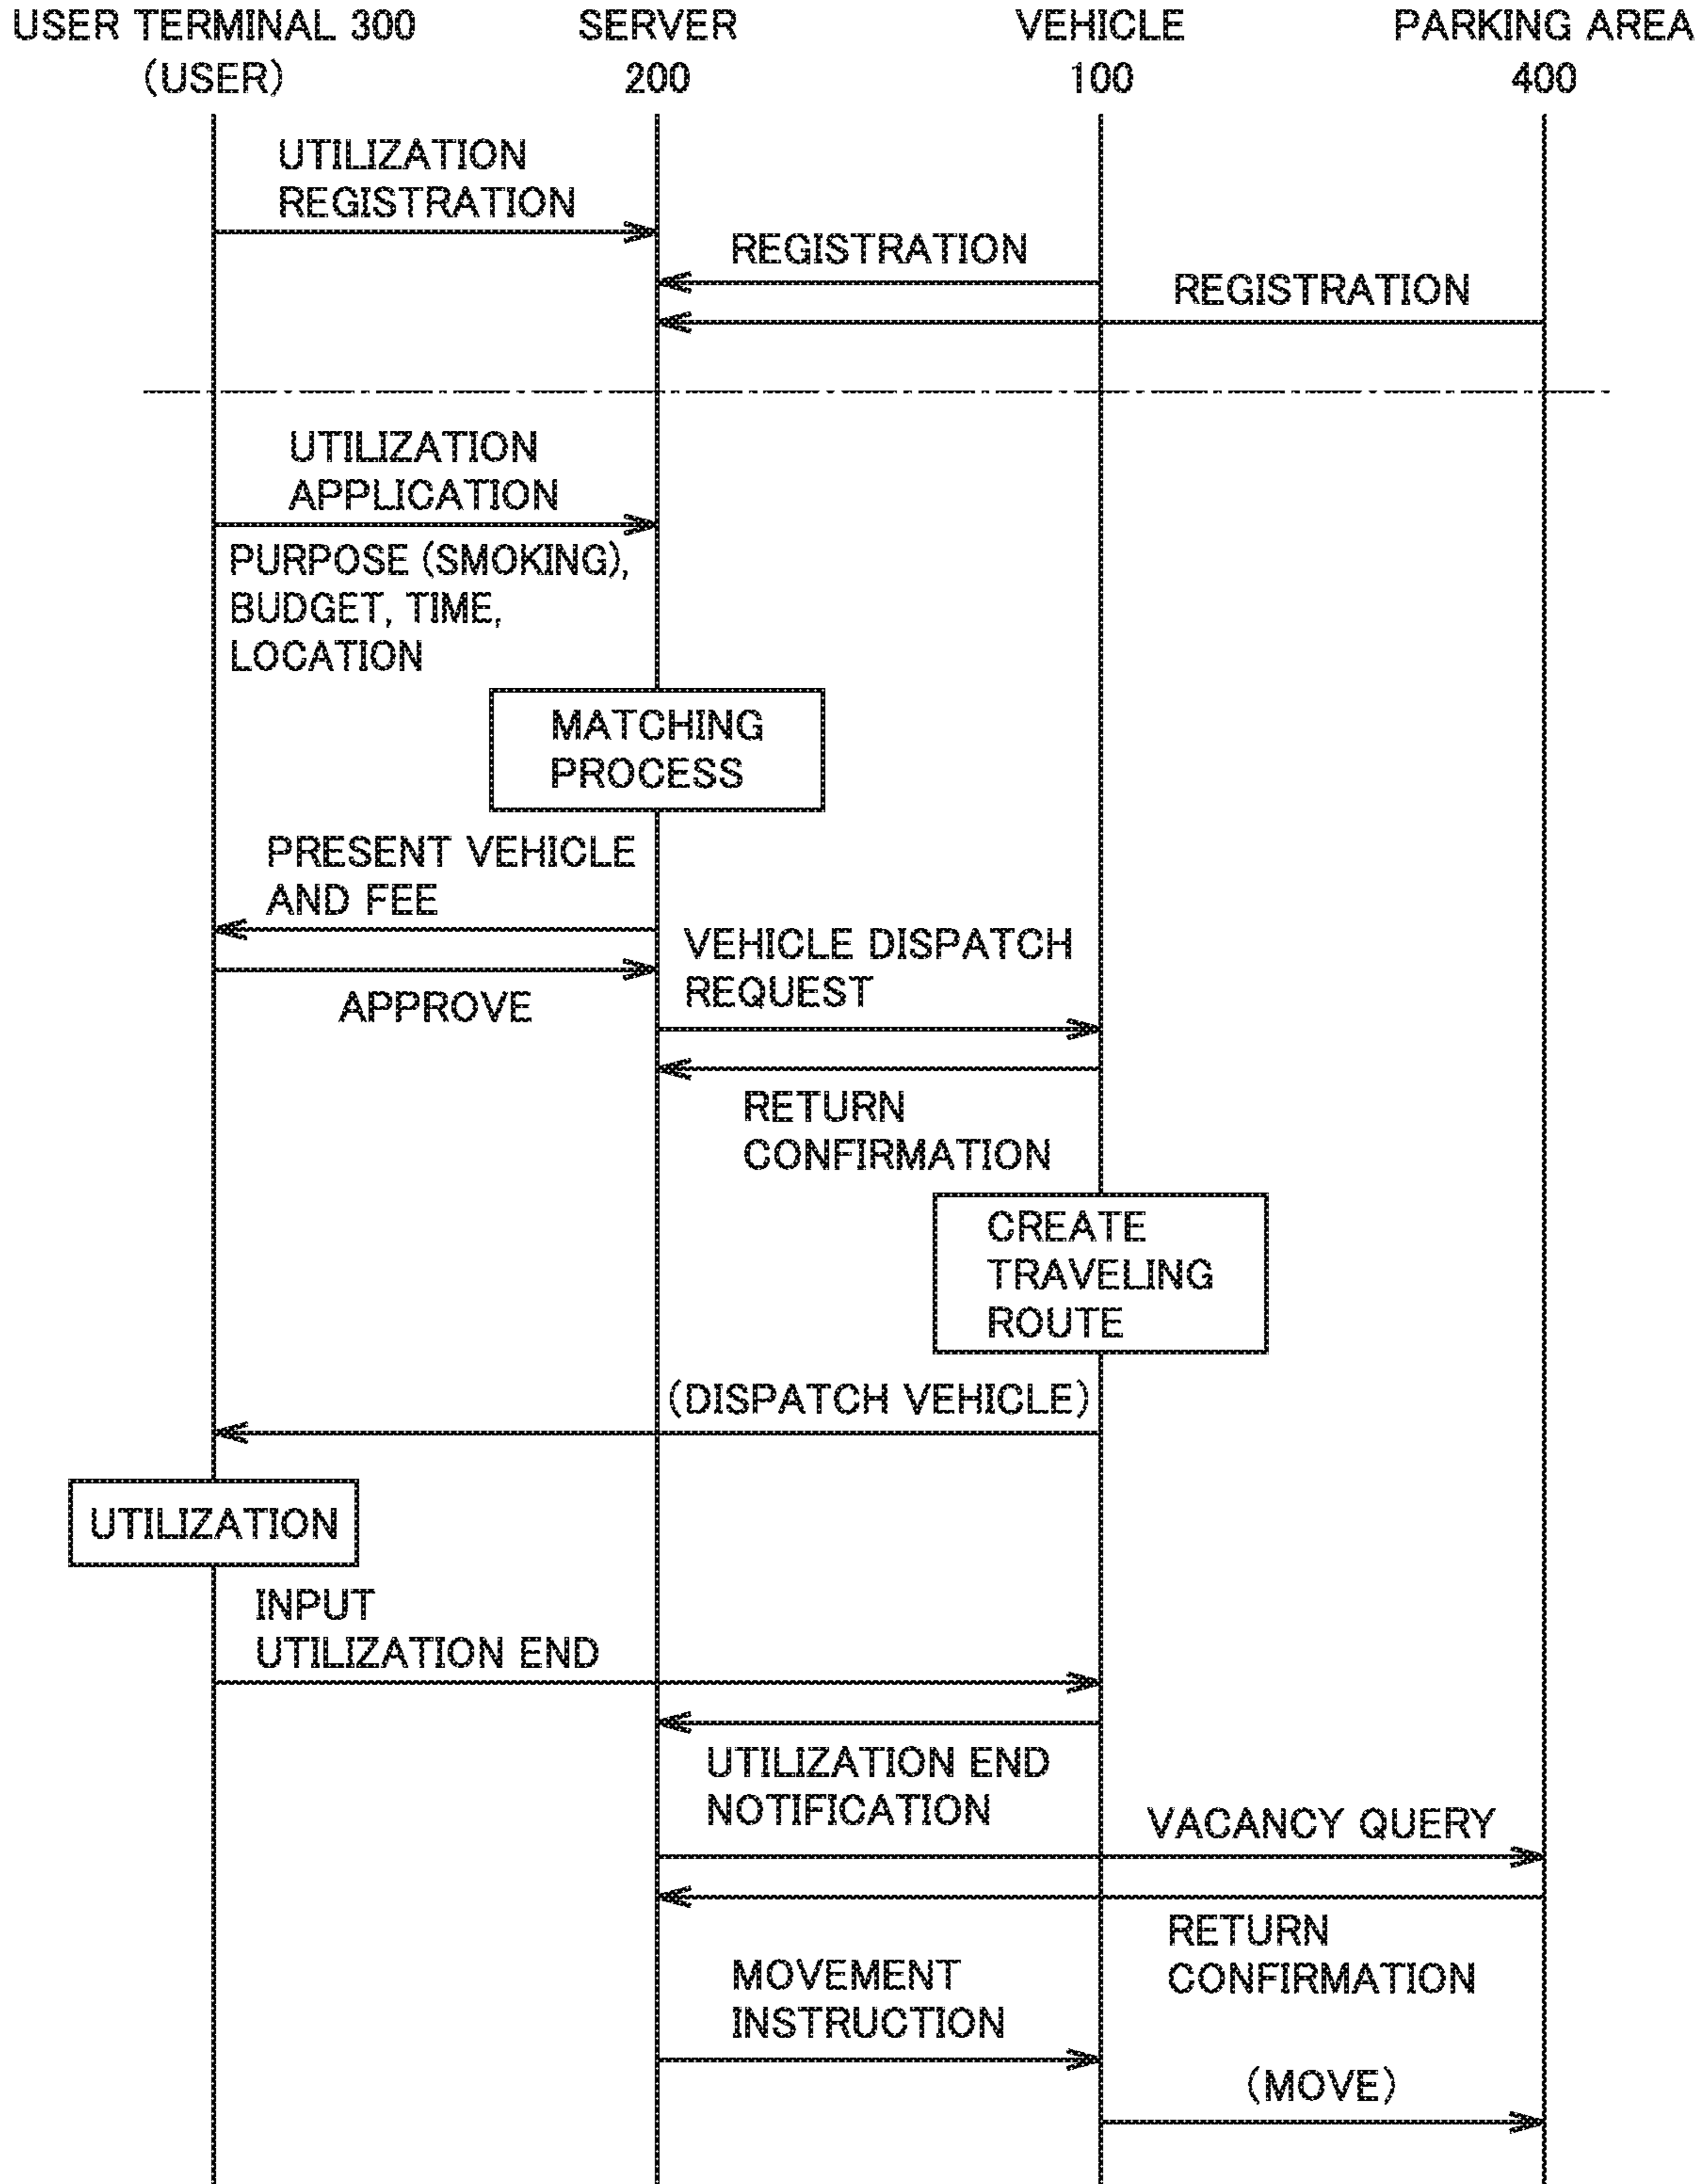 USER TERMINAL 300
(USER)
SERVER
200
VEHICLE
100
PARKING AREA
400
UTILIZATION
REGISTRATION
REGISTRATION
REGISTRATION
UTILIZATION
APPLICATION
PURPOSE (SMOKING),
BUDGET, TIME,
LOCATION
MATCHING
PROCESS
PRESENT VEHICLE
AND FEE
APPROVE
VEHICLE DISPATCH
REQUEST
RETURN
CONFIRMATION
CREATE
TRAVELING
ROUTE
(DISPATCH VEHICLE)
UTILIZATION
INPUT
UTILIZATION END
UTILIZATION END
NOTIFICATION
VACANCY QUERY
RETURN
CONFIRMATION
MOVEMENT
INSTRUCTION
(MOVE)